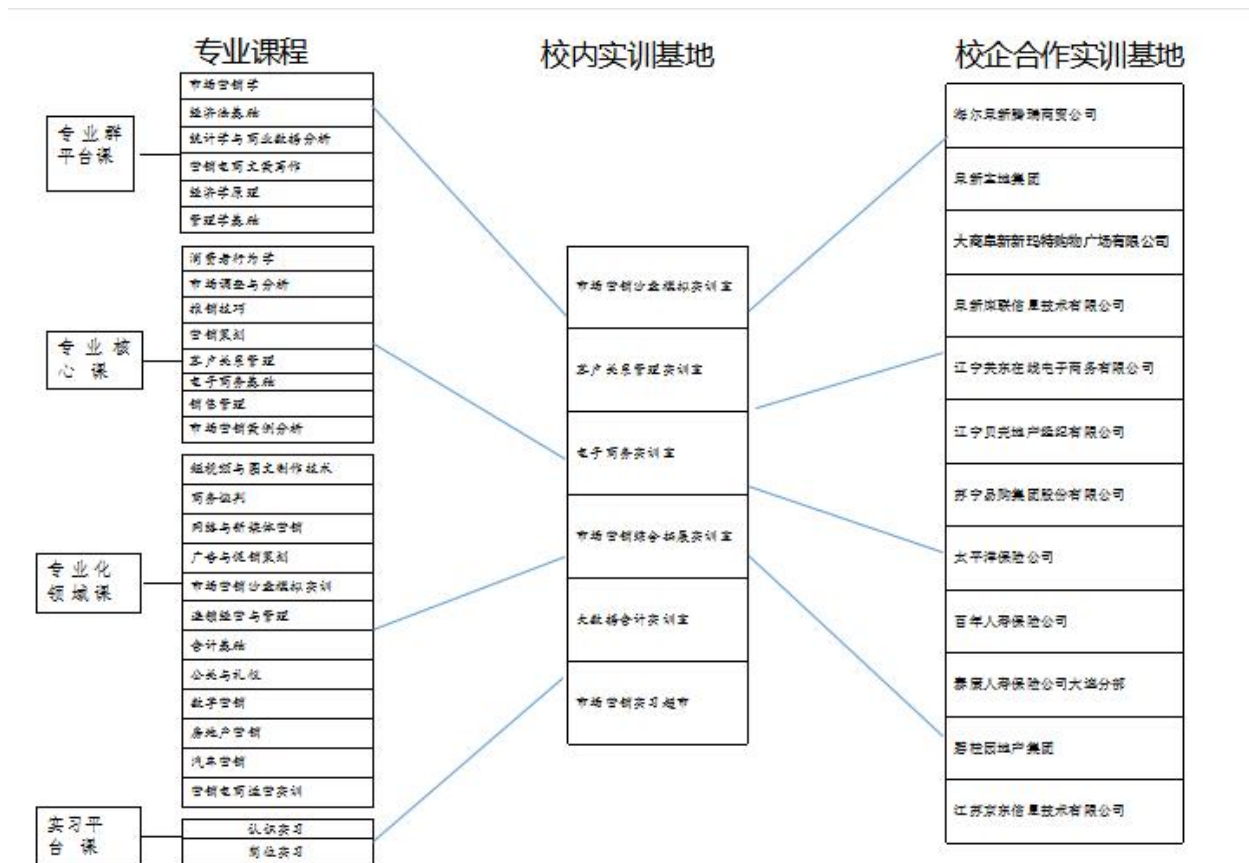 专业课程
校内实训基地
校企合作实训基地
专业群
平台课
市场营销学
经济法基础
统计学与商业数据分析
营销电商文案写作
经济学原理
管理学基础
专业核
心 课
消费者行为学
市场调查与分析
推销技巧
营销策划
客户关系管理
电子商务基础
销售管理
市场营销案例分析
专业化
领域课
短视频与图文制作技术
商务谈判
网络与新媒体营销
广告与促销策划
市场营销沙盘模拟实训
连锁经营与管理
会计基础
公关与礼仪
数字营销
房地产营销
汽车营销
营销电商运营实训
实习平
台 课
认识实习
岗位实习
市场营销沙盘模拟实训室
客户关系管理实训室
电子商务实训室
市场营销综合拓展实训室
大数据会计实训室
市场营销实习超市
海尔阜新腾瑞商贸公司
阜新宝地集团
大商阜新新玛特购物广场有限公司
阜新岚联信息技术有限公司
辽宁关东在线电子商务有限公司
辽宁贝壳地产经纪有限公司
苏宁易购集团股份有限公司
太平洋保险公司
百年人寿保险公司
泰康人寿保险公司大连分部
碧桂园地产集团
江苏京东信息技术有限公司